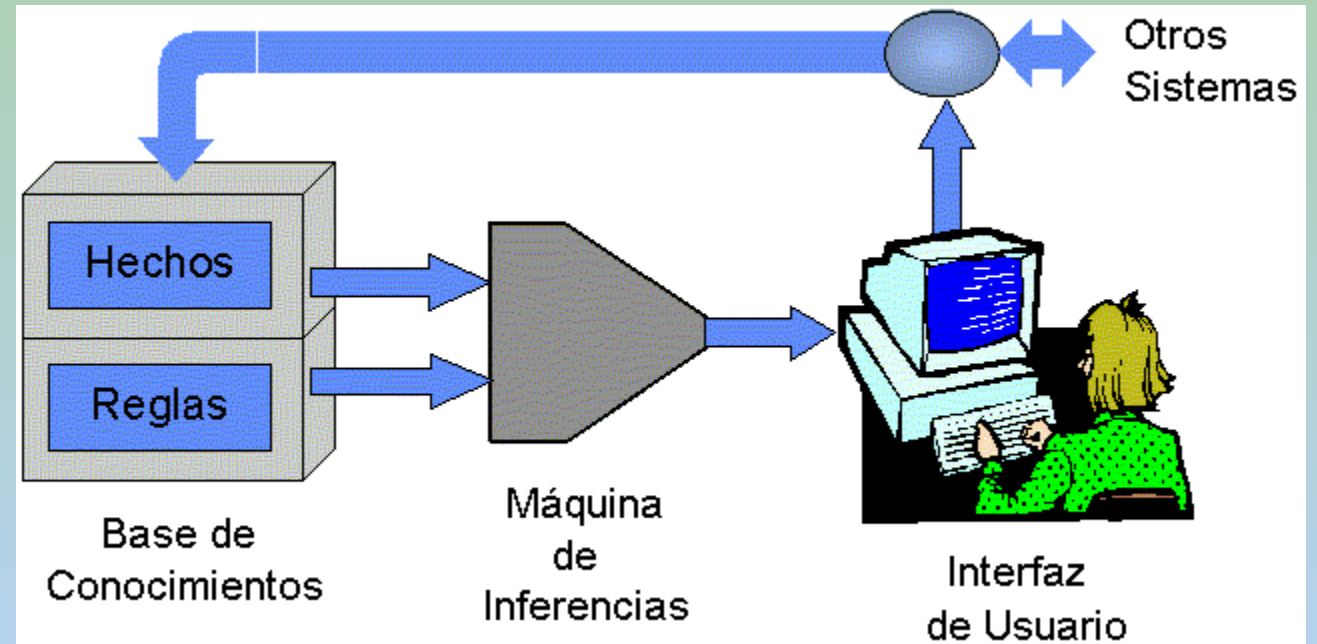 Otros
Sistemas
Hechos
Reglas
Base de
Conocimientos
Máquina
de
Inferencias
Interfaz
de Usuario